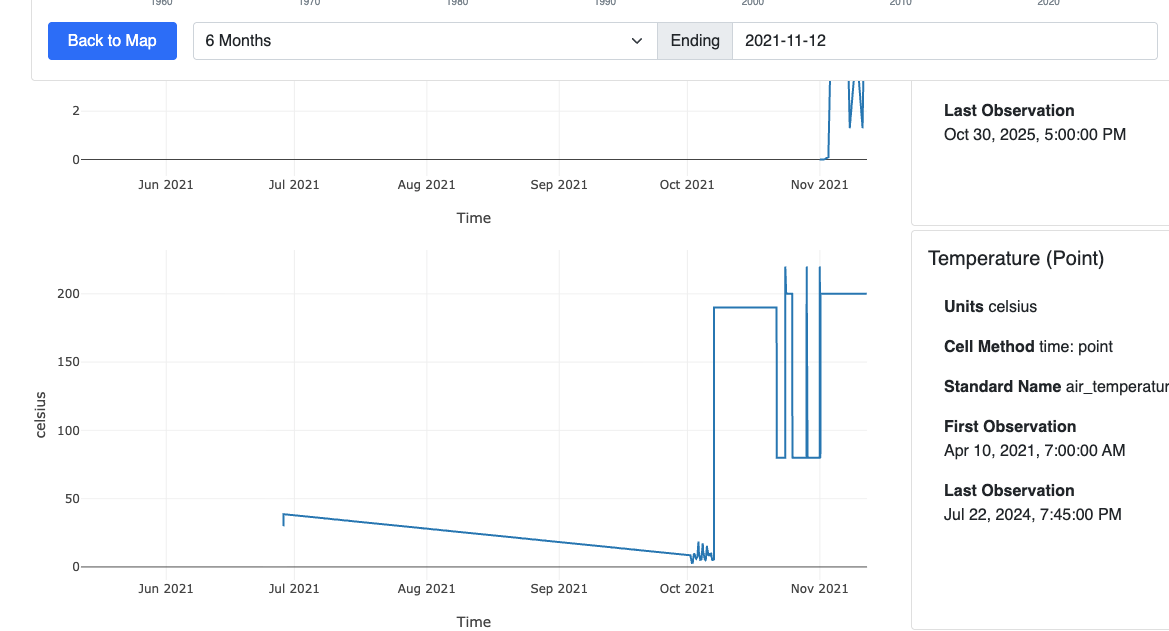 1960 1970 1980 1990 2000 2010 2020
Back to Map 6 Months Ending 2021-11-12
2
0
Jun 2021 Jul 2021 Aug 2021 Sep 2021 Oct 2021 Nov 2021
Time
Last Observation
Oct 30, 2025, 5:00:00 PM
200
150
100
50
0
celsius
Jun 2021 Jul 2021 Aug 2021 Sep 2021 Oct 2021 Nov 2021
Time
Temperature (Point)
Units celsius
Cell Method time: point
Standard Name air_temperatur
First Observation
Apr 10, 2021, 7:00:00 AM
Last Observation
Jul 22, 2024, 7:45:00 PM